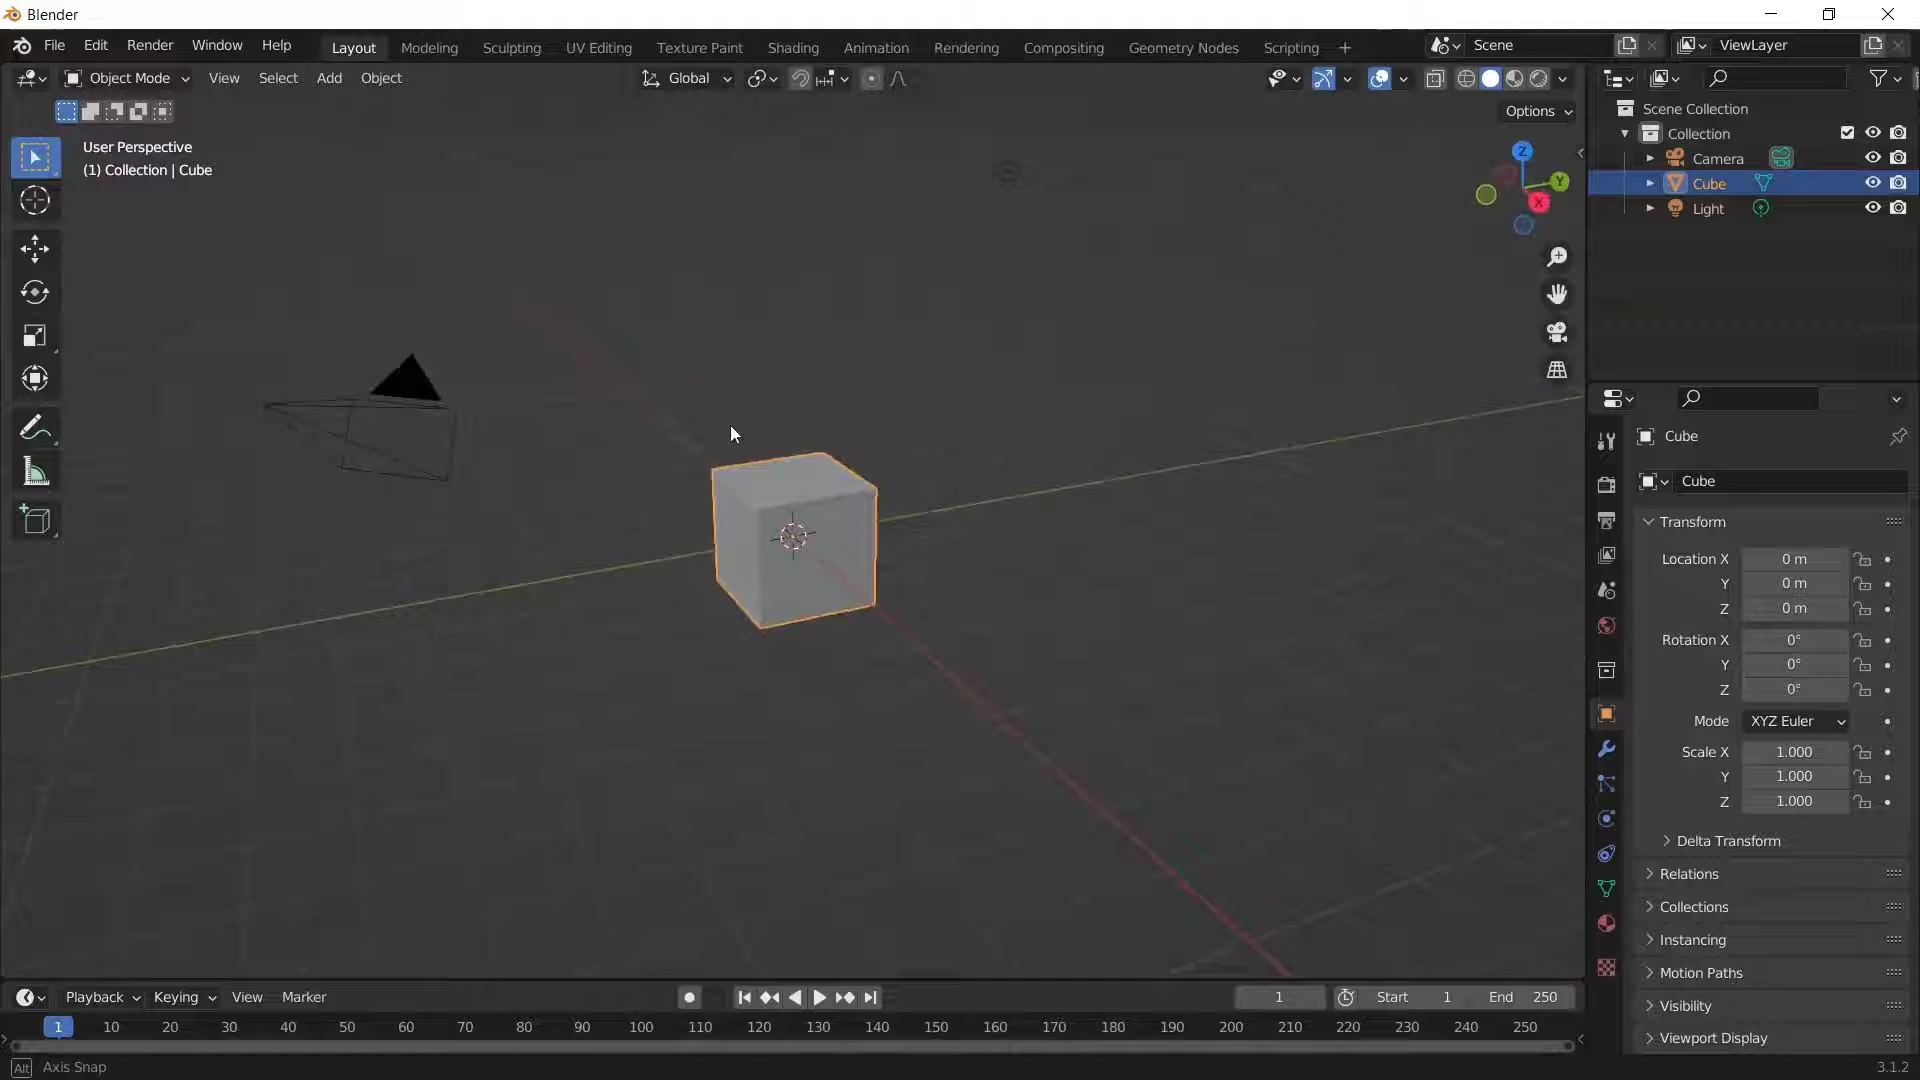 Blender
File Edit Render Window Help Layout Modeling Sculpting UV Editing Texture Paint Shading Animation Rendering Compositing Geometry Nodes Scripting + Scene ViewLayer
Object Mode View Select Add Object Global
Options
User Perspective
(1) Collection | Cube
Z
Y
X
Scene Collection
Collection
Camera
Cube
Light
Cube
Cube
Transform
Location X 0 m
Y 0 m
Z 0 m
Rotation X 0°
Y 0°
Z 0°
Mode XYZ Euler
Scale X 1.000
Y 1.000
Z 1.000
Delta Transform
Relations
Collections
Instancing
Motion Paths
Visibility
Viewport Display
Playback Keying View Marker 1 Start 1 End 250
1 10 20 30 40 50 60 70 80 90 100 110 120 130 140 150 160 170 180 190 200 210 220 230 240 250
Alt Axis Snap 3.1.2